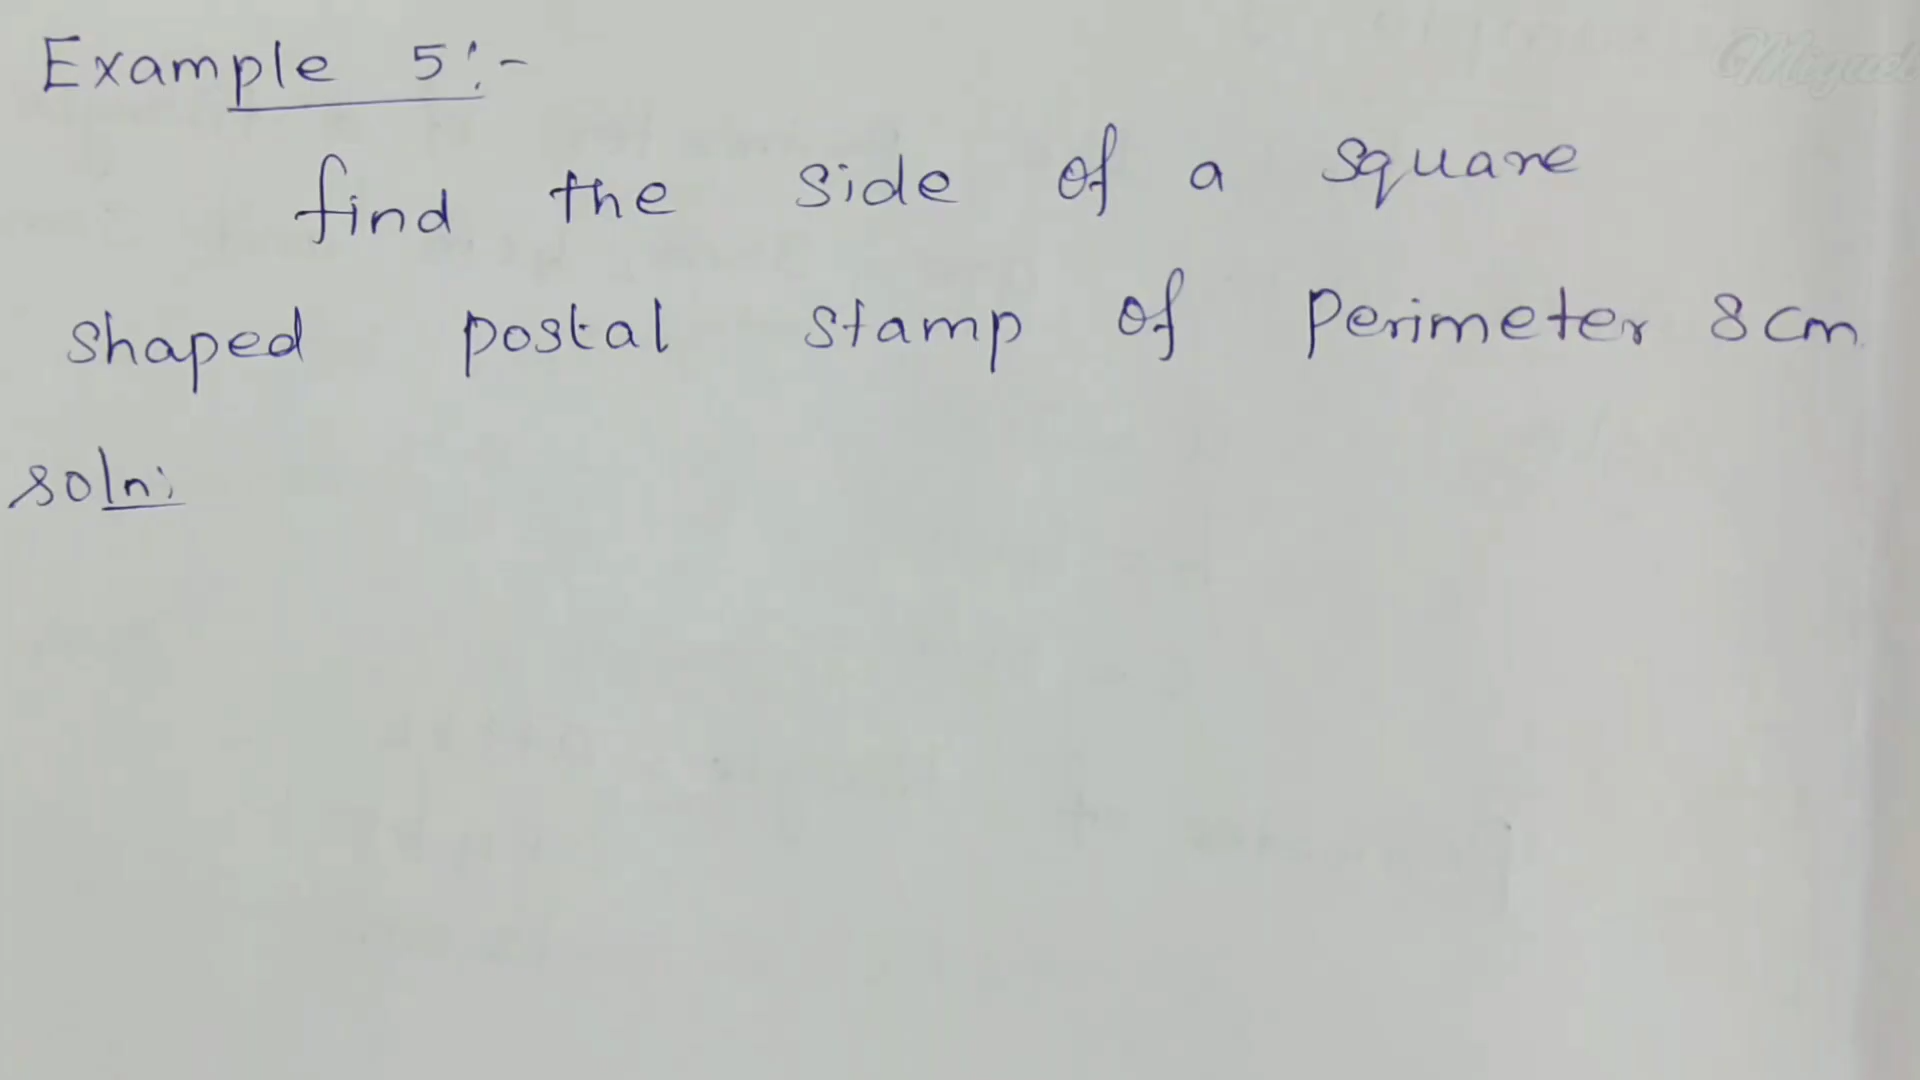 Example 5:-
find the side of a square
shaped postal stamp of perimeter 8cm
soln: